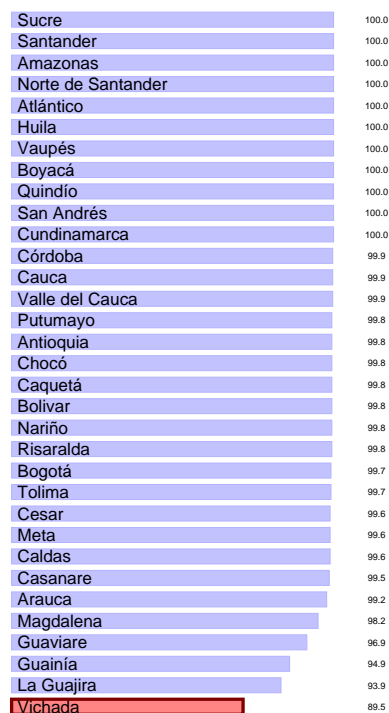 Sucre 100.0
Santander 100.0
Amazonas 100.0
Norte de Santander 100.0
Atlántico 100.0
Huila 100.0
Vaupés 100.0
Boyacá 100.0
Quindío 100.0
San Andrés 100.0
Cundinamarca 100.0
Córdoba 99.9
Cauca 99.9
Valle del Cauca 99.9
Putumayo 99.8
Antioquia 99.8
Chocó 99.8
Caquetá 99.8
Bolivar 99.8
Nariño 99.8
Risaralda 99.8
Bogotá 99.7
Tolima 99.7
Cesar 99.6
Meta 99.6
Caldas 99.6
Casanare 99.5
Arauca 99.2
Magdalena 98.2
Guaviare 96.9
Guainía 94.9
La Guajira 93.9
Vichada 89.5